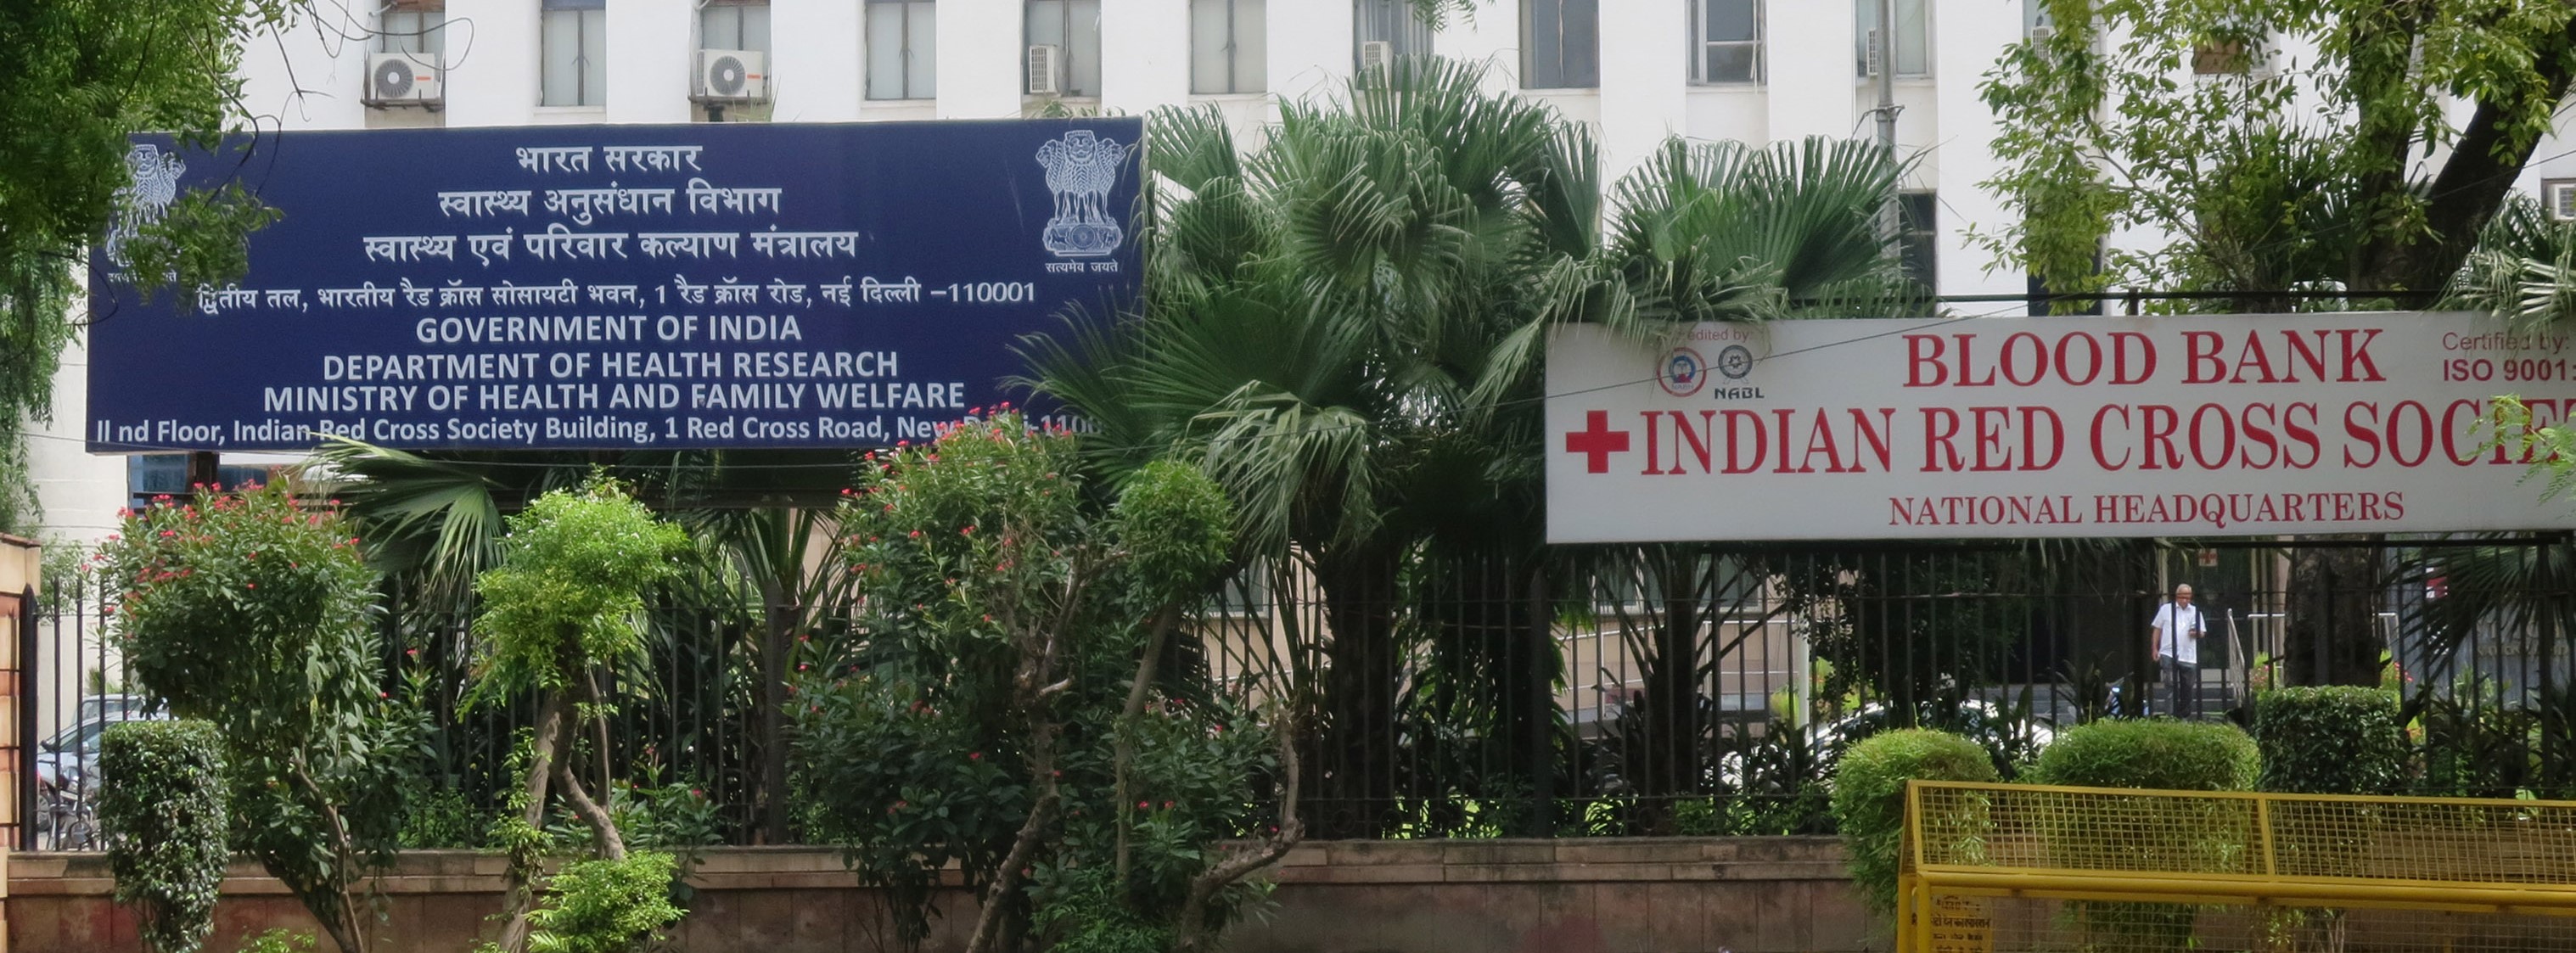 भारत सरकार
स्वास्थ्य अनुसंधान विभाग
स्वास्थ्य एवं परिवार कल्याण मंत्रालय
सत्यमेव जयते
द्वितीय तल, भारतीय रैड क्रॉस सोसायटी भवन, 1 रैड क्रॉस रोड, नई दिल्ली –110001
GOVERNMENT OF INDIA
DEPARTMENT OF HEALTH RESEARCH
MINISTRY OF HEALTH AND FAMILY WELFARE
II nd Floor, Indian Red Cross Society Building, 1 Red Cross Road, New
by:
NABL
BLOOD BANK
Certified by:
ISO 9001:
INDIAN RED CROSS
NATIONAL HEADQUARTERS